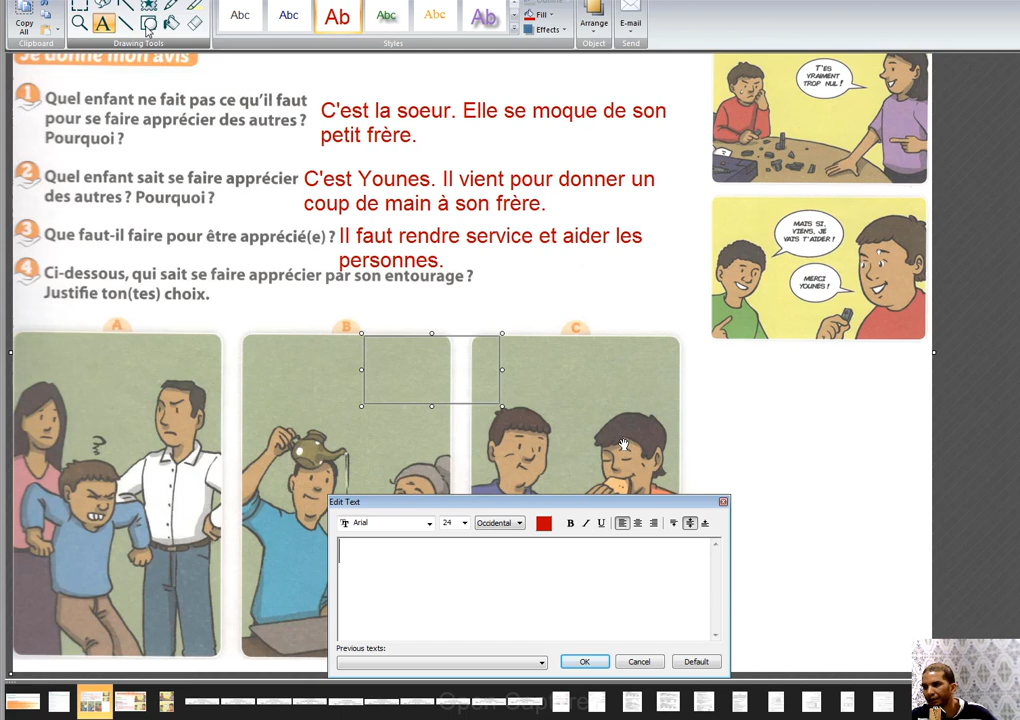 Copy
All
Clipboard
Drawing Tools
Abc
Abc
Ab
Abc
Abc
Ab
Styles
Fill
Effects
Arrange
Object
E-mail
Send
Je donne mon avis
1 Quel enfant ne fait pas ce qu'il faut
pour se faire apprécier des autres ?
Pourquoi ?
C'est la soeur. Elle se moque de son
petit frère.
2 Quel enfant sait se faire apprécier
des autres ? Pourquoi ?
C'est Younes. Il vient pour donner un
coup de main à son frère.
3 Que faut-il faire pour être apprécié(e) ?
Il faut rendre service et aider les
personnes.
4 Ci-dessous, qui sait se faire apprécier par son entourage ?
Justifie ton(tes) choix.
T'ES
VRAIMENT
TROP NUL !
MAIS SI,
VIENS, JE
VAIS T'AIDER !
MERCI
YOUNES !
A
B
C
?
Edit Text
Arial
24
Occidental
B
I
U
Previous texts:
OK
Cancel
Default